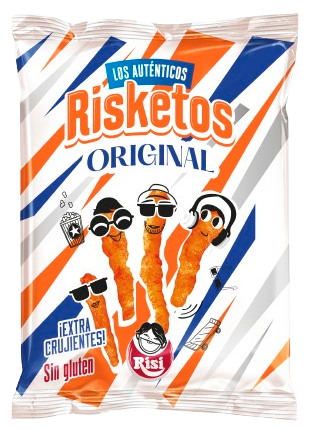 LOS AUTÉNTICOS
RISKETOS
ORIGINAL
¡EXTRA
CRUJIENTES!
Sin gluten
Risi